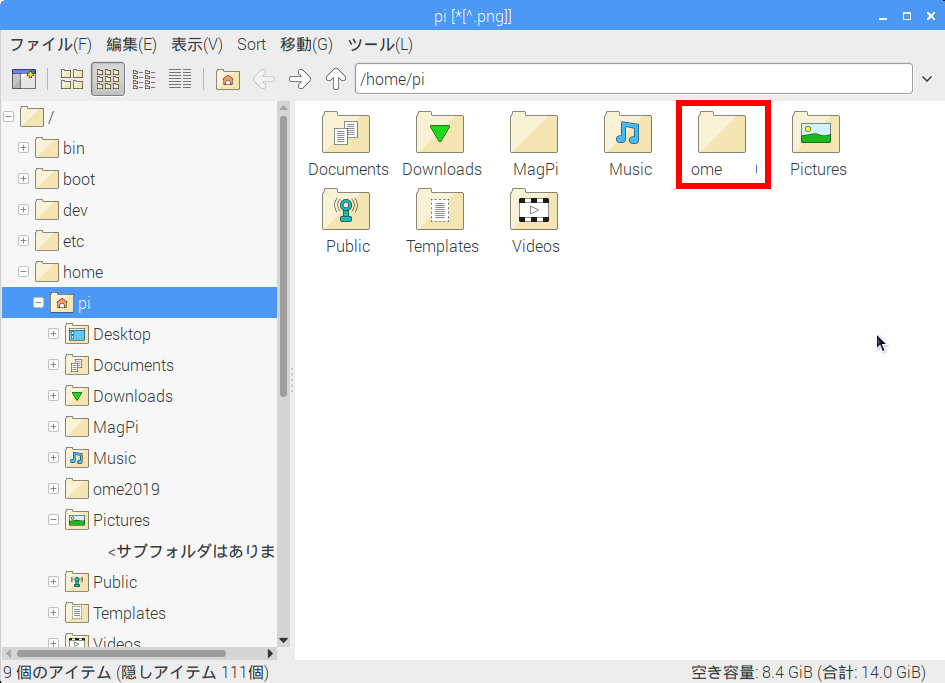 pi [*[^.png]]
ファイル(F) 編集(E) 表示(V) Sort 移動(G) ツール(L)
/home/pi
/
bin
boot
dev
etc
home
pi
Desktop
Documents
Downloads
MagPi
Music
ome2019
Pictures
<サブフォルダはありま
Public
Templates
Videos
Documents Downloads MagPi Music ome Pictures
Public Templates Videos
9 個のアイテム (隠しアイテム 111個)
空き容量: 8.4 GiB (合計: 14.0 GiB)